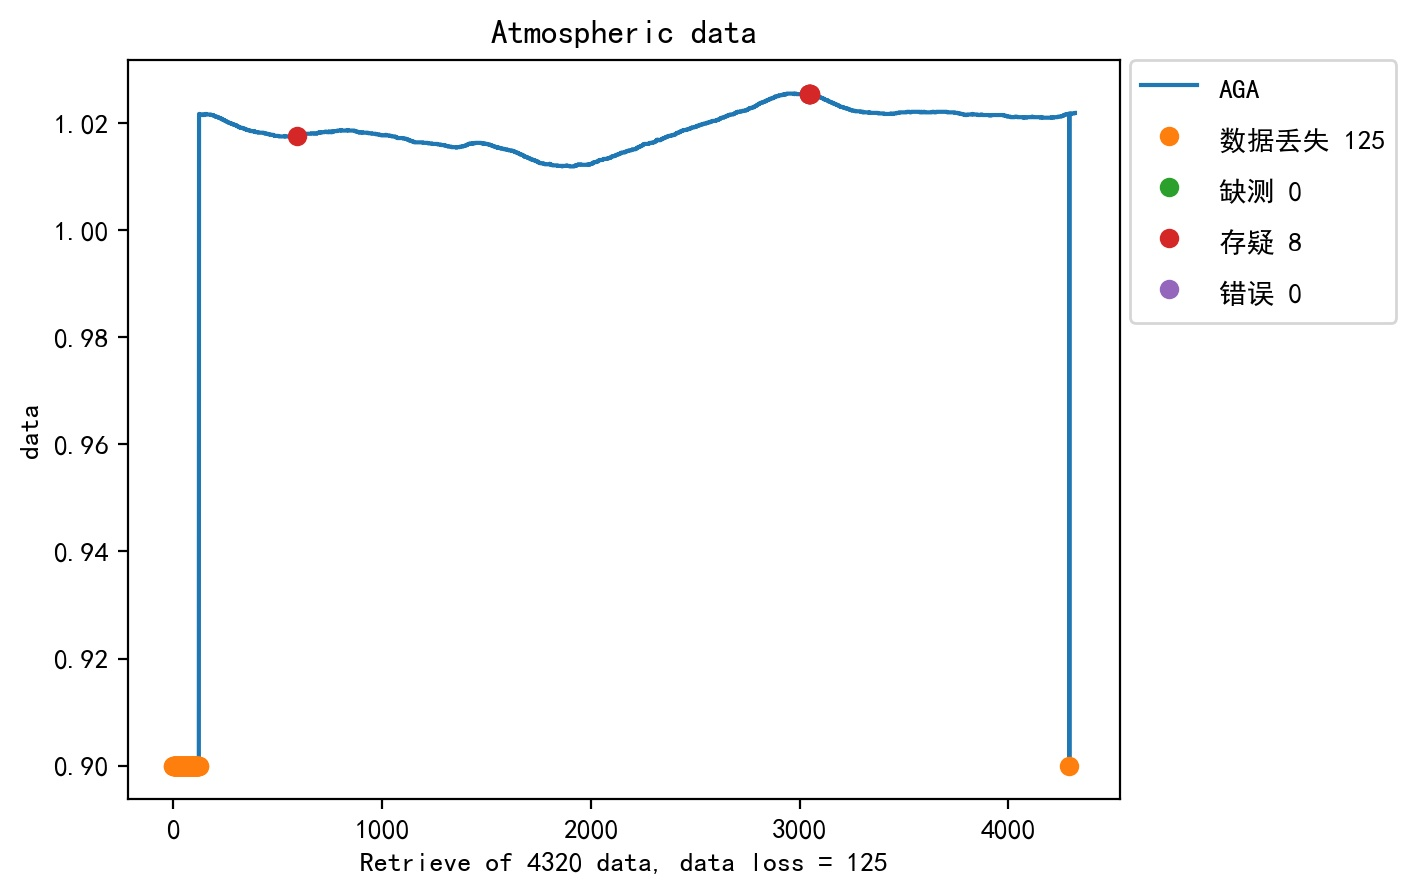 Atmospheric data
AGA
数据丢失 125
缺测 0
存疑 8
错误 0
1.02
1.00
0.98
0.96
0.94
0.92
0.90
data
0
1000
2000
3000
4000
Retrieve of 4320 data, data loss = 125